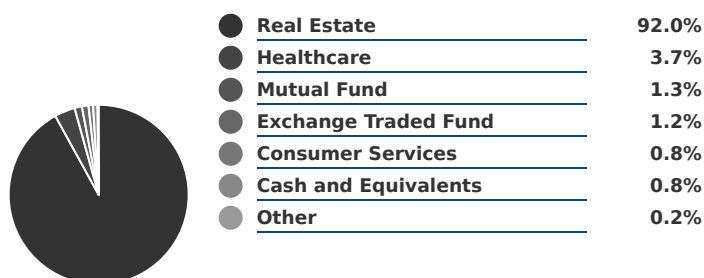 Real Estate 92.0%
Healthcare 3.7%
Mutual Fund 1.3%
Exchange Traded Fund 1.2%
Consumer Services 0.8%
Cash and Equivalents 0.8%
Other 0.2%